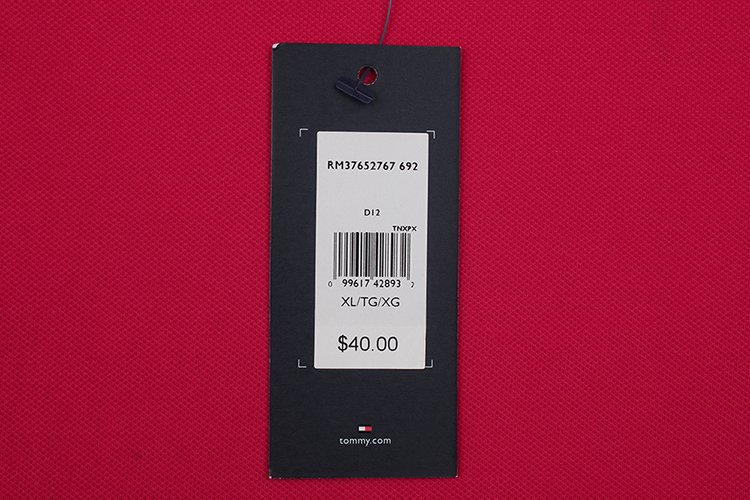 RM37652767 692
D12
TNXPX
0 99617 42893 2
XL/TG/XG
$40.00
tommy.com